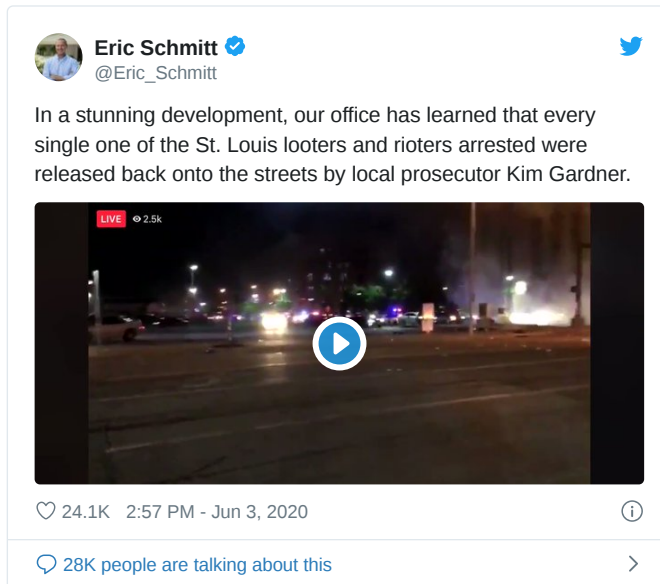 Eric Schmitt
@Eric_Schmitt
In a stunning development, our office has learned that every
single one of the St. Louis looters and rioters arrested were
released back onto the streets by local prosecutor Kim Gardner.
LIVE 2.5k
24.1K 2:57 PM - Jun 3, 2020
28K people are talking about this